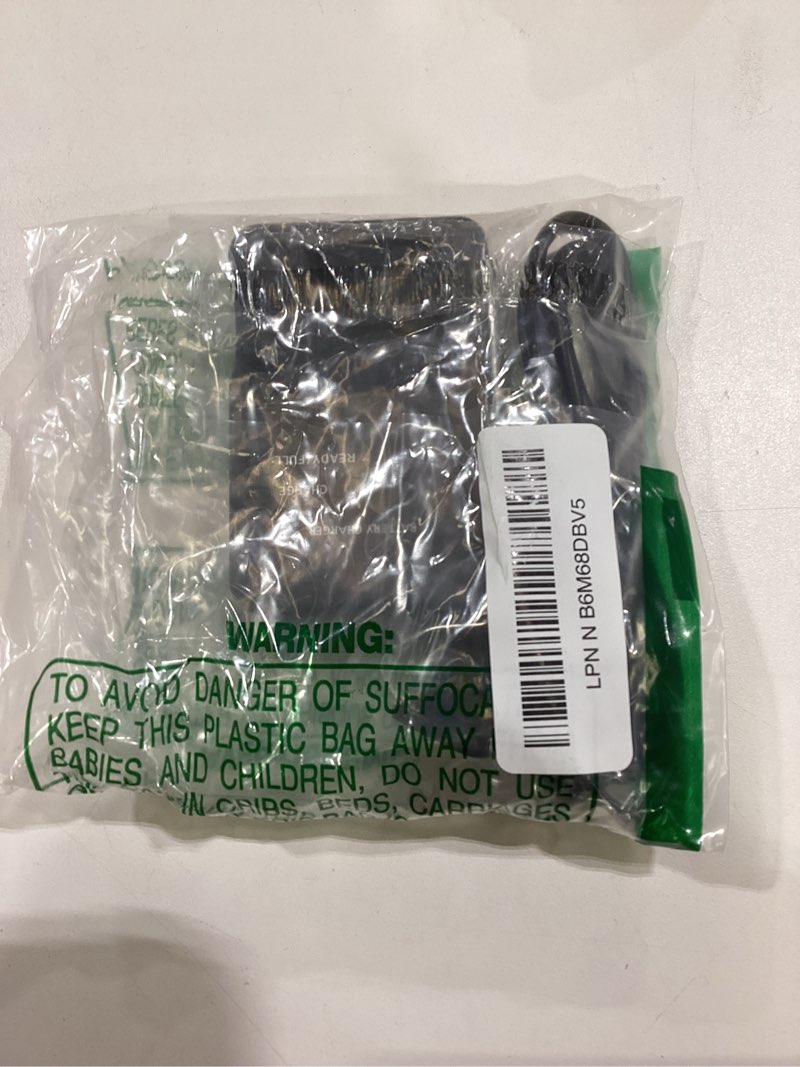 READY/FULL
CHARGE
BATTERY CHARGER
WARNING:
TO AVOID DANGER OF SUFFOCA
KEEP THIS PLASTIC BAG AWAY
BABIES AND CHILDREN, DO NOT USE
IN CRIBS, BEDS, CARRIAGES
LPN N B6M68DBV5